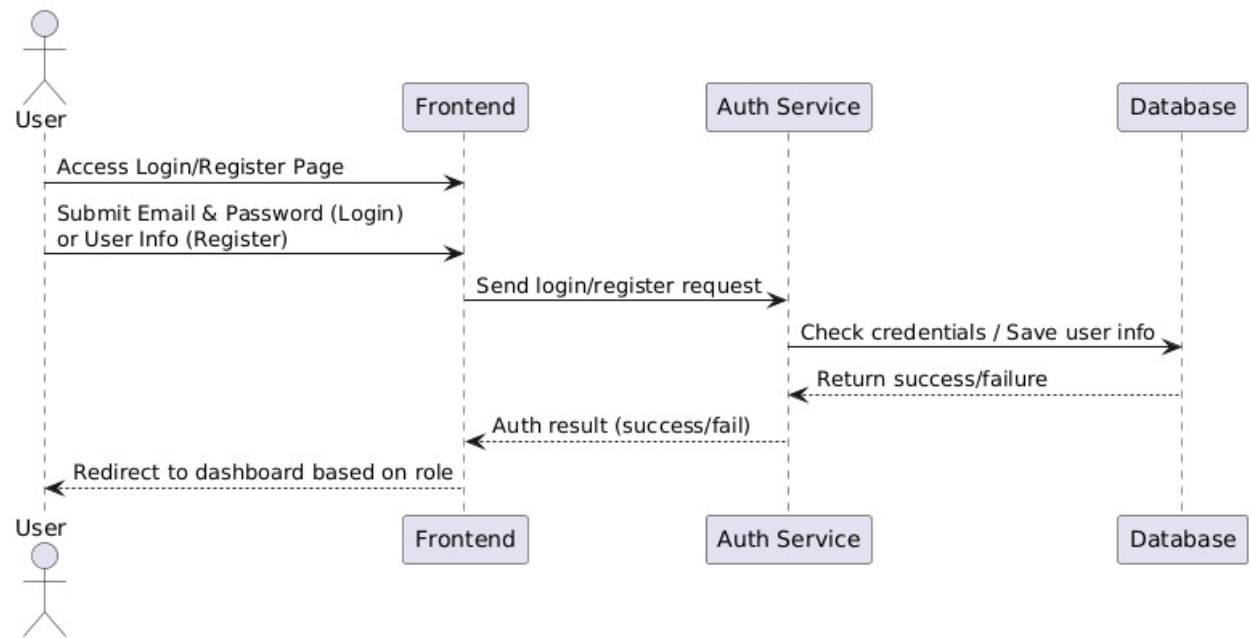 User
Frontend
Auth Service
Database
Access Login/Register Page
Submit Email & Password (Login)
or User Info (Register)
Send login/register request
Check credentials / Save user info
Return success/failure
Auth result (success/fail)
Redirect to dashboard based on role
User
Frontend
Auth Service
Database